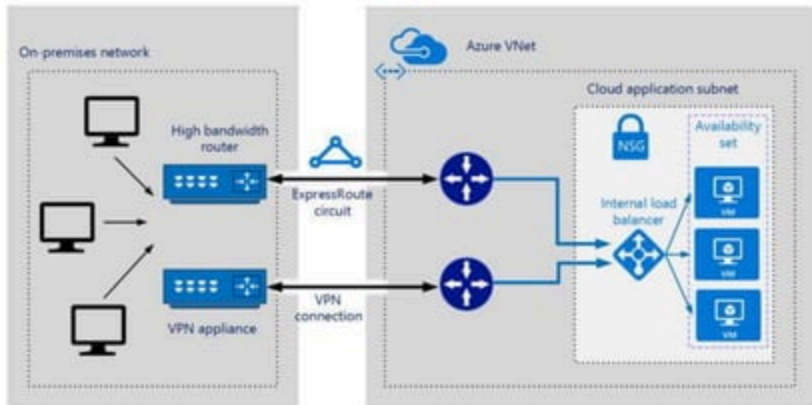 On-premises network
High bandwidth
router
VPN appliance
ExpressRoute
circuit
VPN
connection
Azure VNet
Cloud application subnet
NSG
Availability
set
Internal load
balancer
VM
VM
VM